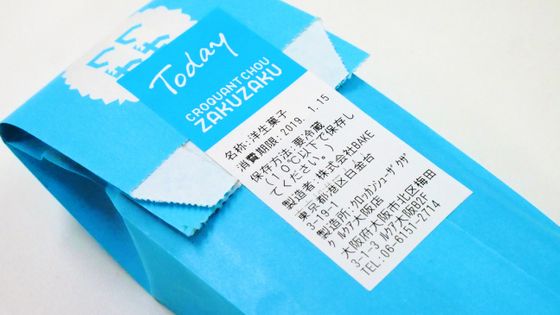 Today
CROQUANT CHOU
ZAKUZAKU
名称:洋生菓子
消費期限:2019. 1.15
保存方法:要冷蔵
(10℃以下で保存し
てください。)
製造者:株式会社BAKE
東京都港区白金台
3-19-1
製造所:クロッカンシューザクザ
ク ルクア大阪店
大阪府大阪市北区梅田
3-1-3 ルクア大阪B2F
TEL:06-6151-2714